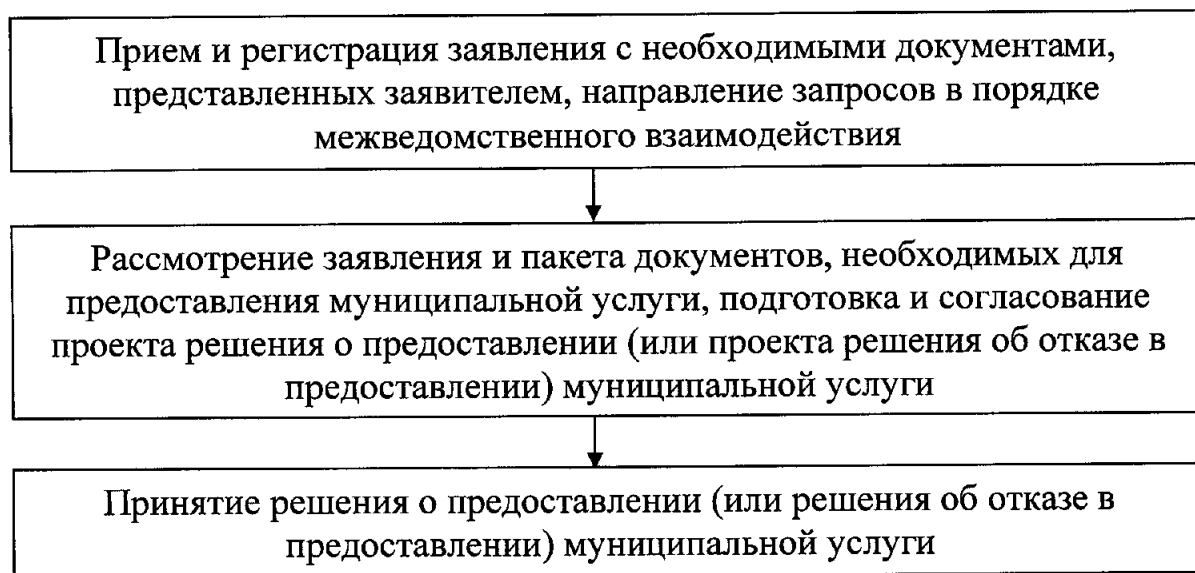 Прием и регистрация заявления с необходимыми документами,
представленных заявителем, направление запросов в порядке
межведомственного взаимодействия
Рассмотрение заявления и пакета документов, необходимых для
предоставления муниципальной услуги, подготовка и согласование
проекта решения о предоставлении (или проекта решения об отказе в
предоставлении) муниципальной услуги
Принятие решения о предоставлении (или решения об отказе в
предоставлении) муниципальной услуги